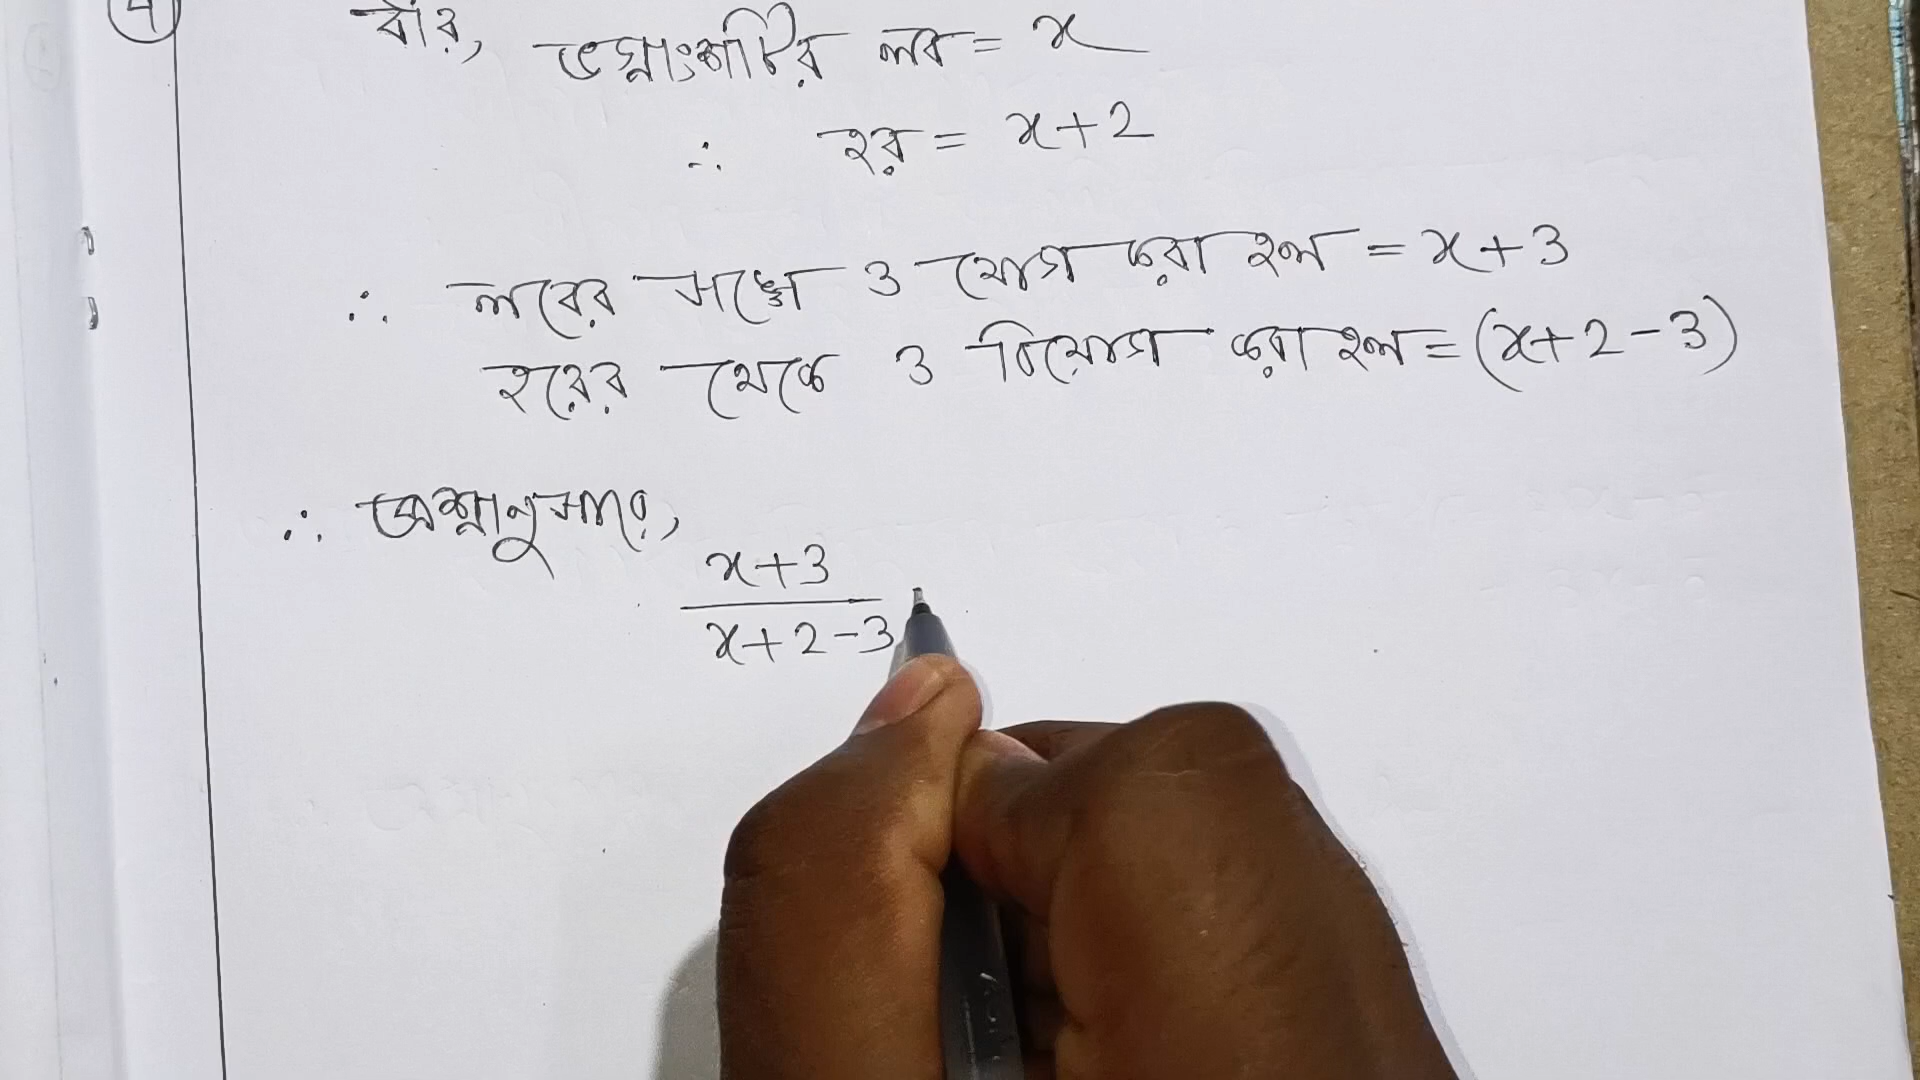 ধরি, ভগ্নাংশটির লব = x
∴ হর = x+2
∴ লবের সঙ্গে 3 যোগ করা হল = x+3
হরের থেকে 3 বিয়োগ করা হল = (x+2-3)
∴ প্রশ্নানুসারে,
x+3
x+2-3